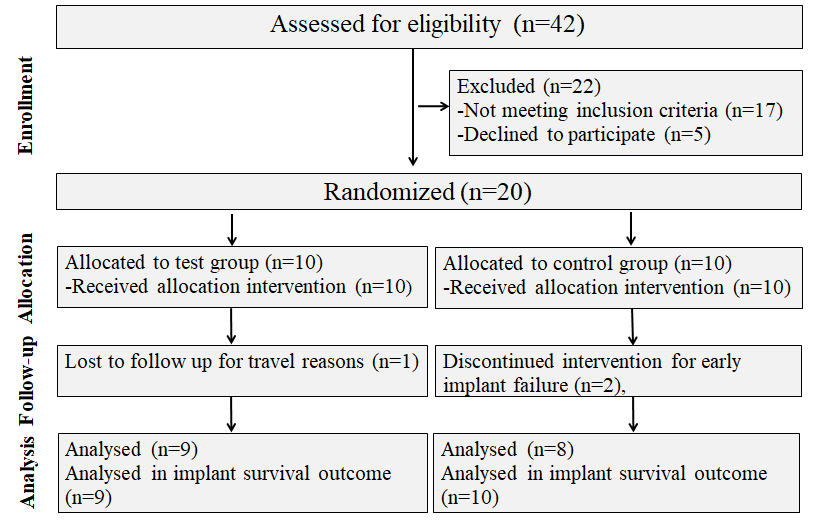 Assessed for eligibility (n=42)
Enrollment
Excluded (n=22)
-Not meeting inclusion criteria (n=17)
-Declined to participate (n=5)
Randomized (n=20)
Allocation
Allocated to test group (n=10)
-Received allocation intervention (n=10)
Allocated to control group (n=10)
-Received allocation intervention (n=10)
Follow-up
Lost to follow up for travel reasons (n=1)
Discontinued intervention for early
implant failure (n=2),
Analysis
Analysed (n=9)
Analysed in implant survival outcome
(n=9)
Analysed (n=8)
Analysed in implant survival outcome
(n=10)